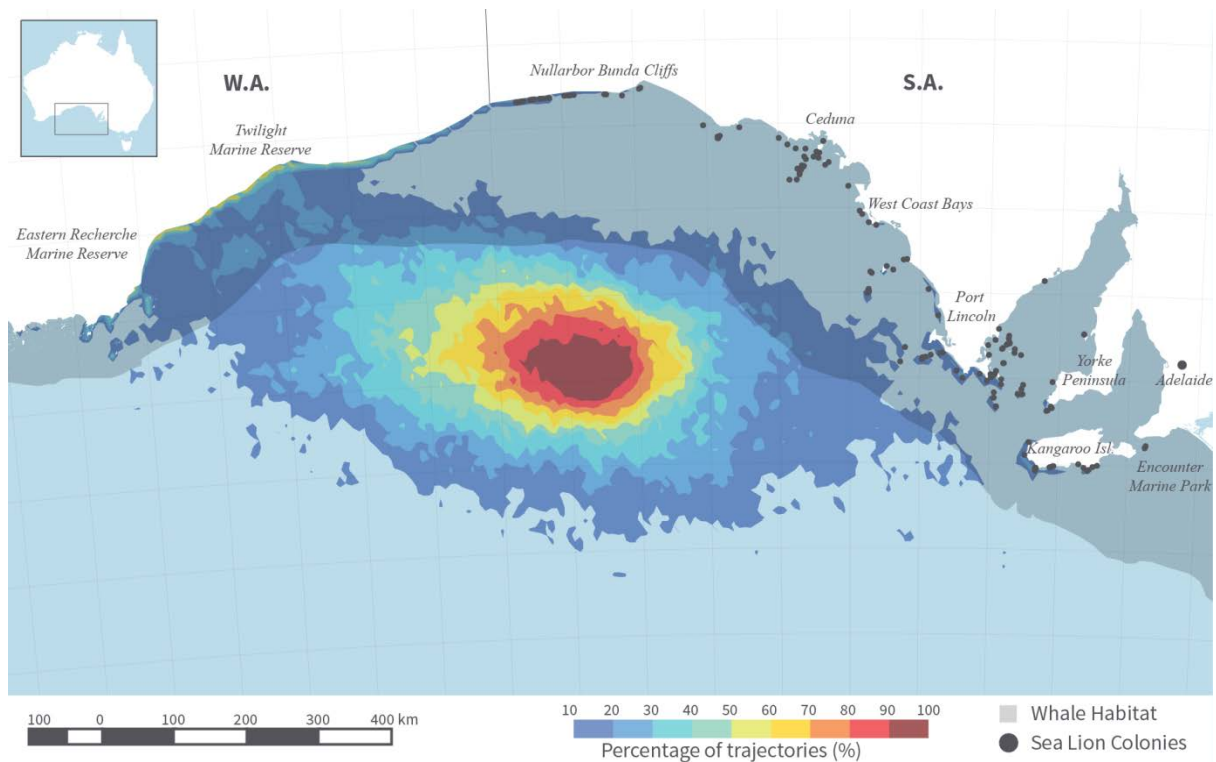 Nullarbor Bunda Cliffs
W.A.
S.A.
Ceduna
Twilight
Marine Reserve
West Coast Bays
Eastern Recherche
Marine Reserve
Port
Lincoln
Yorke
Peninsula
Adelaide
Kangaroo Isl
Encounter
Marine Park
100 0 100 200 300 400 km
10 20 30 40 50 60 70 80 90 100
Percentage of trajectories (%)
Whale Habitat
Sea Lion Colonies